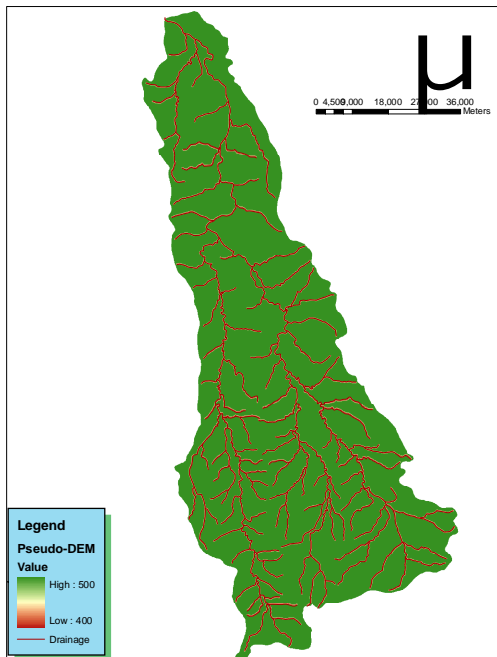 µ
0 4,500 9,000 18,000 27,000 36,000
Meters
Legend
Pseudo-DEM
Value
High : 500
Low : 400
Drainage